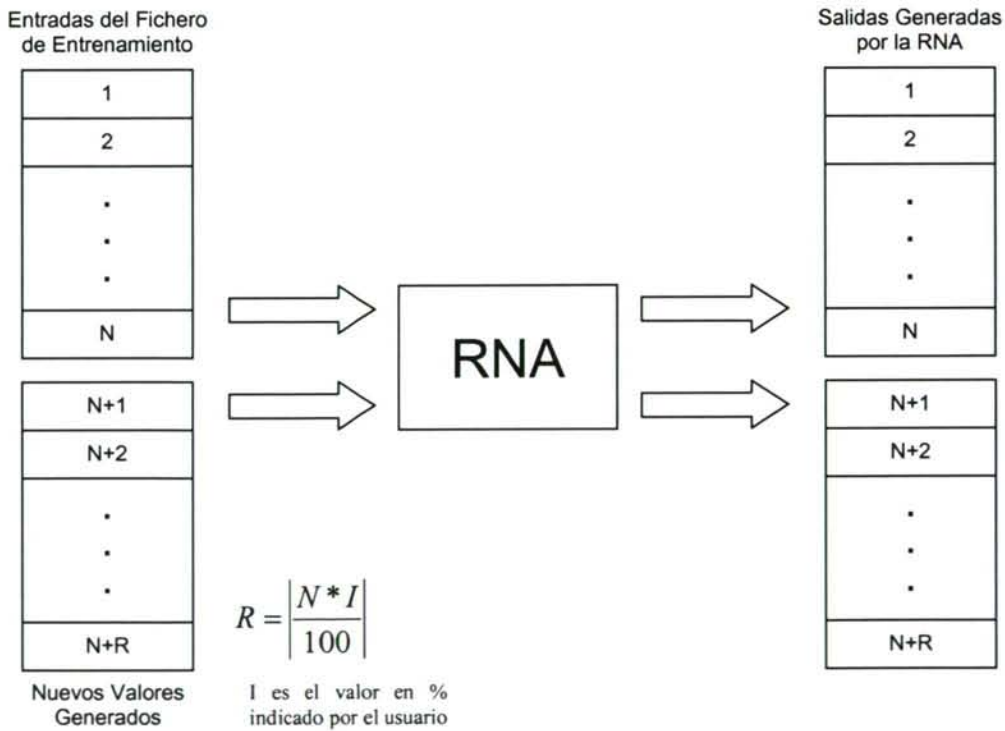 Entradas del Fichero
de Entrenamiento
1
2
.
.
.
N
N+1
N+2
.
.
.
N+R
Nuevos Valores
Generados
RNA
R = |N * I / 100|
I es el valor en %
indicado por el usuario
Salidas Generadas
por la RNA
1
2
.
.
.
N
N+1
N+2
.
.
.
N+R